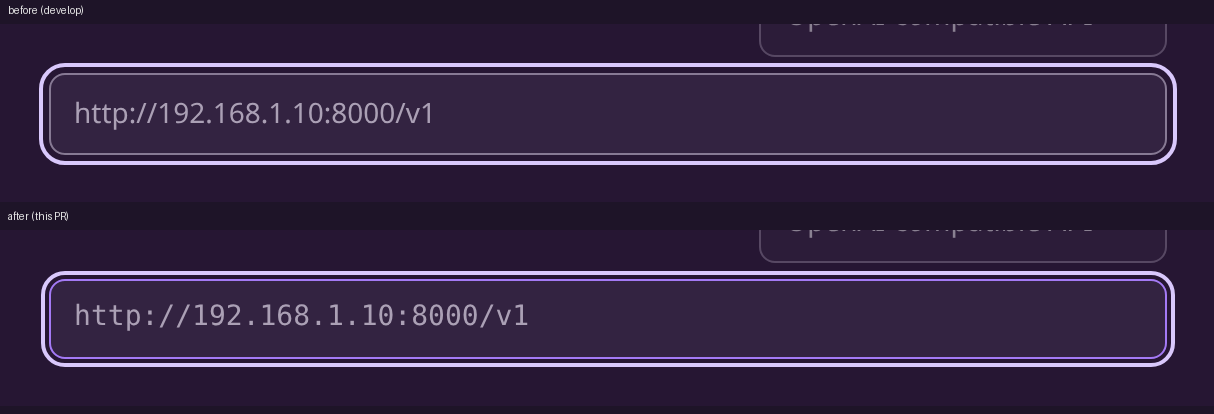 before (develop)
http://192.168.1.10:8000/v1
after (this PR)
http://192.168.1.10:8000/v1